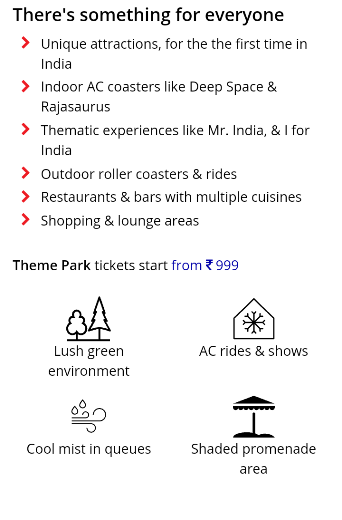 There's something for everyone
Unique attractions, for the the first time in
India
Indoor AC coasters like Deep Space &
Rajasaurus
Thematic experiences like Mr. India, & I for
India
Outdoor roller coasters & rides
Restaurants & bars with multiple cuisines
Shopping & lounge areas
Theme Park tickets start from ₹ 999
Lush green
environment
AC rides & shows
Cool mist in queues
Shaded promenade
area